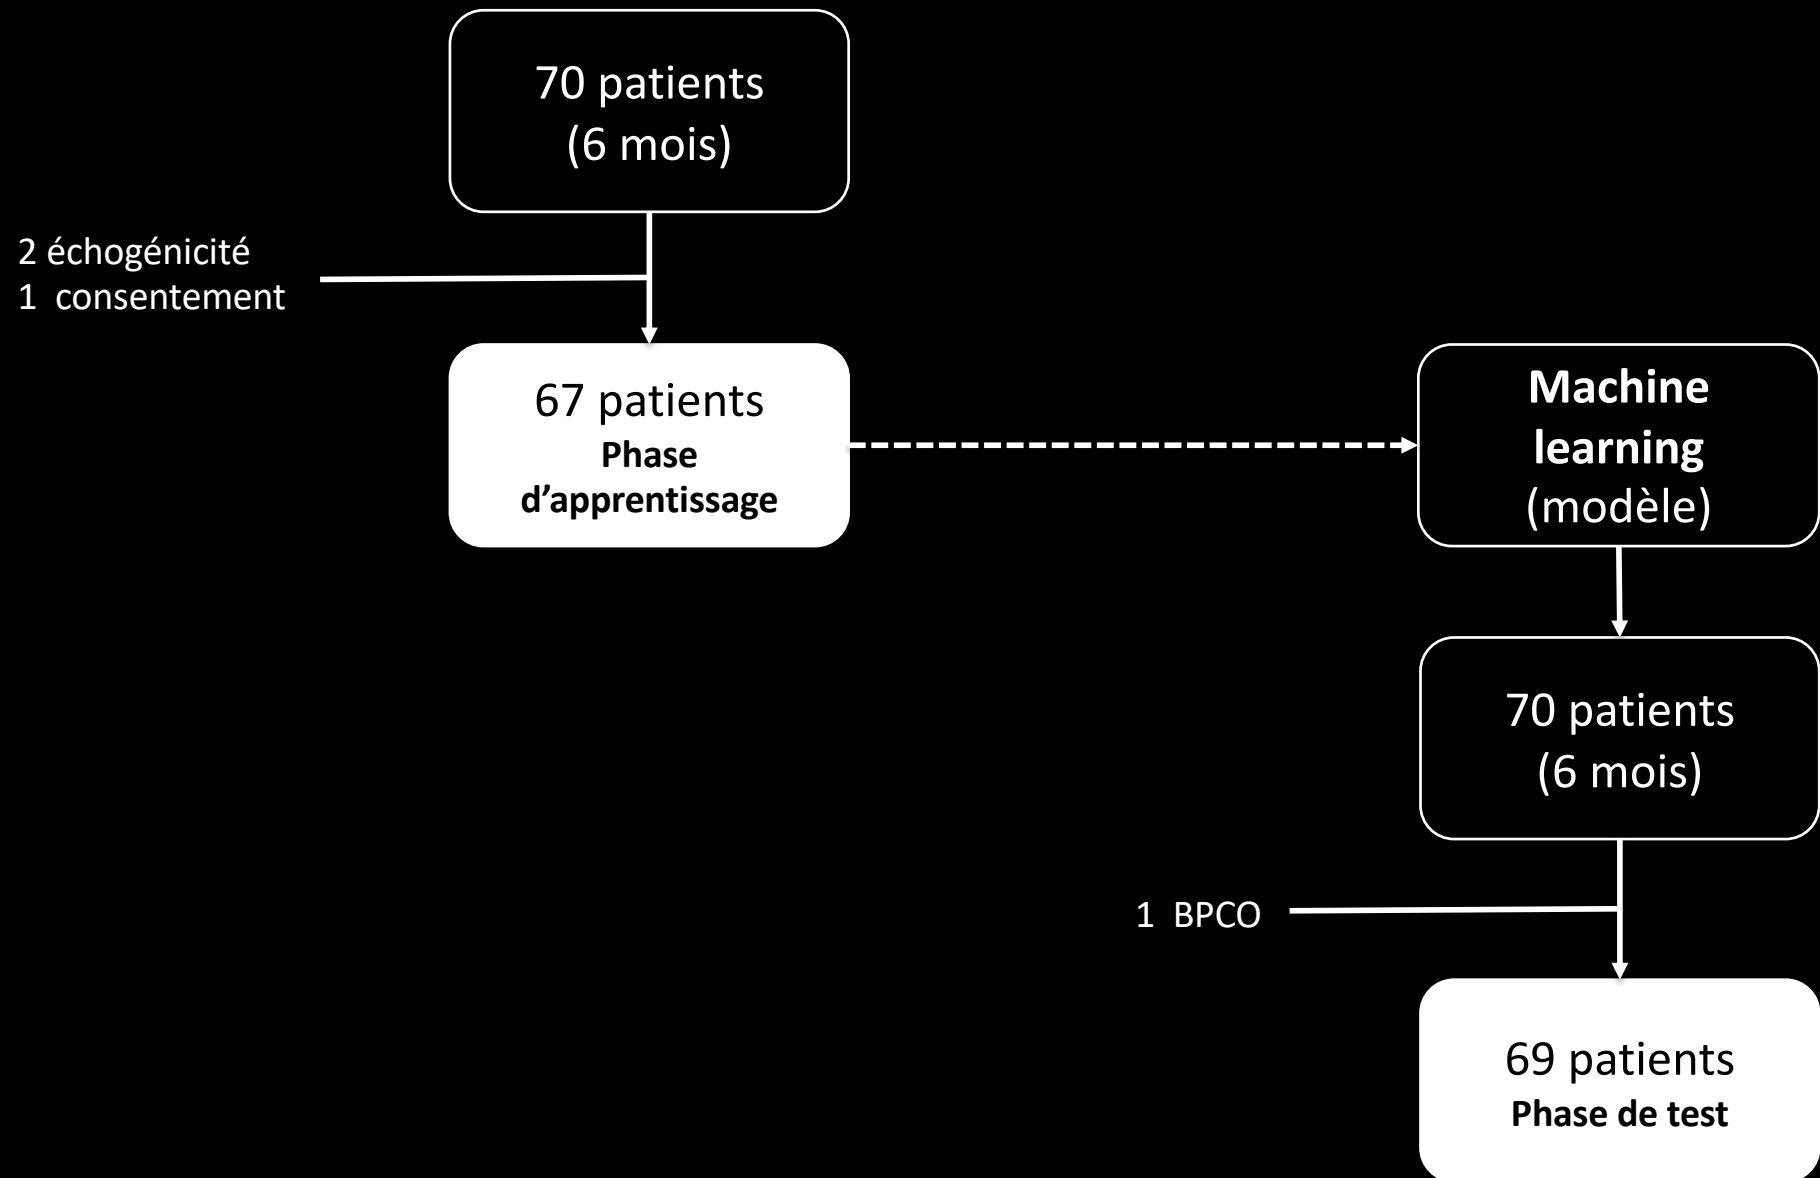 70 patients
(6 mois)
2 échogénicité
1 consentement
67 patients
Phase
d’apprentissage
Machine
learning
(modèle)
70 patients
(6 mois)
1 BPCO
69 patients
Phase de test